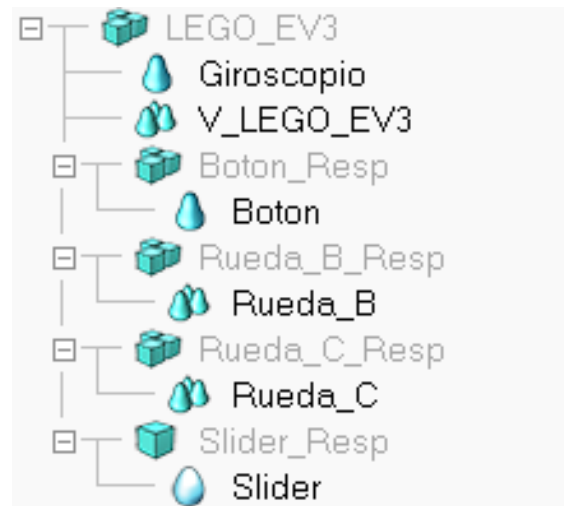 LEGO_EV3
Giroscopio
V_LEGO_EV3
Boton_Resp
Boton
Rueda_B_Resp
Rueda_B
Rueda_C_Resp
Rueda_C
Slider_Resp
Slider